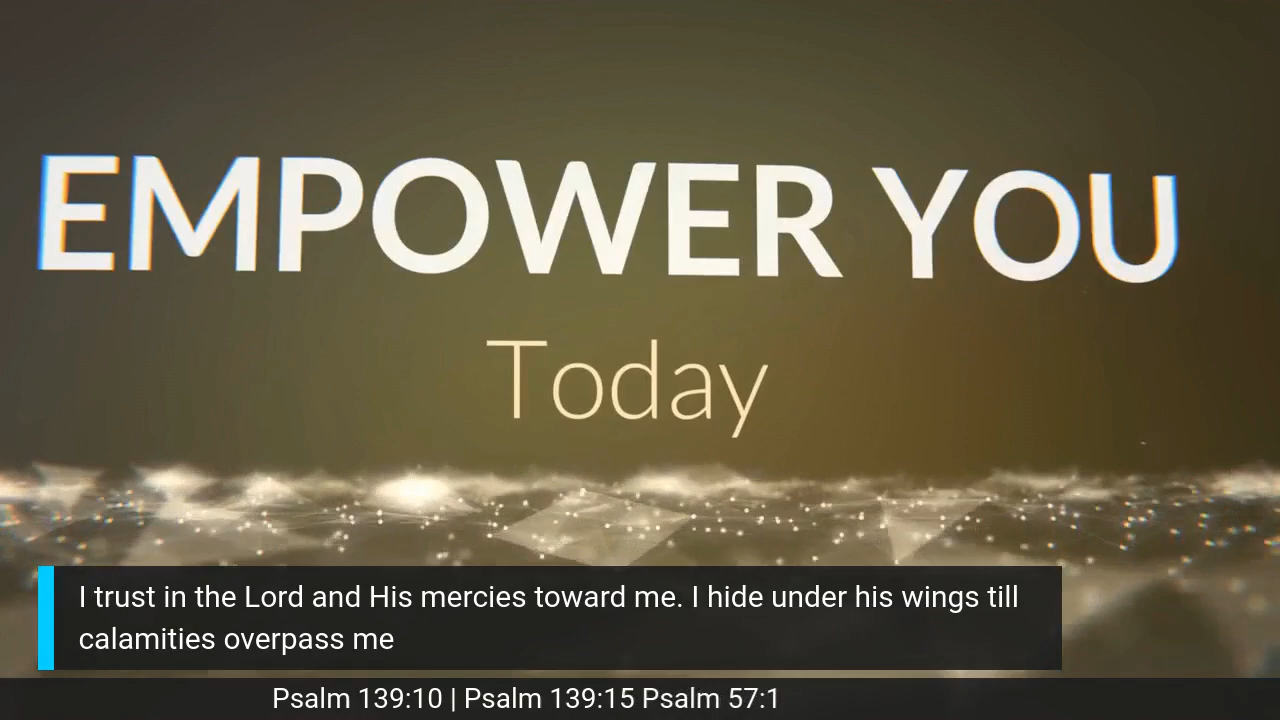 EMPOWER YOU
Today
I trust in the Lord and His mercies toward me. I hide under his wings till
calamities overpass me
Psalm 139:10 | Psalm 139:15 Psalm 57:1